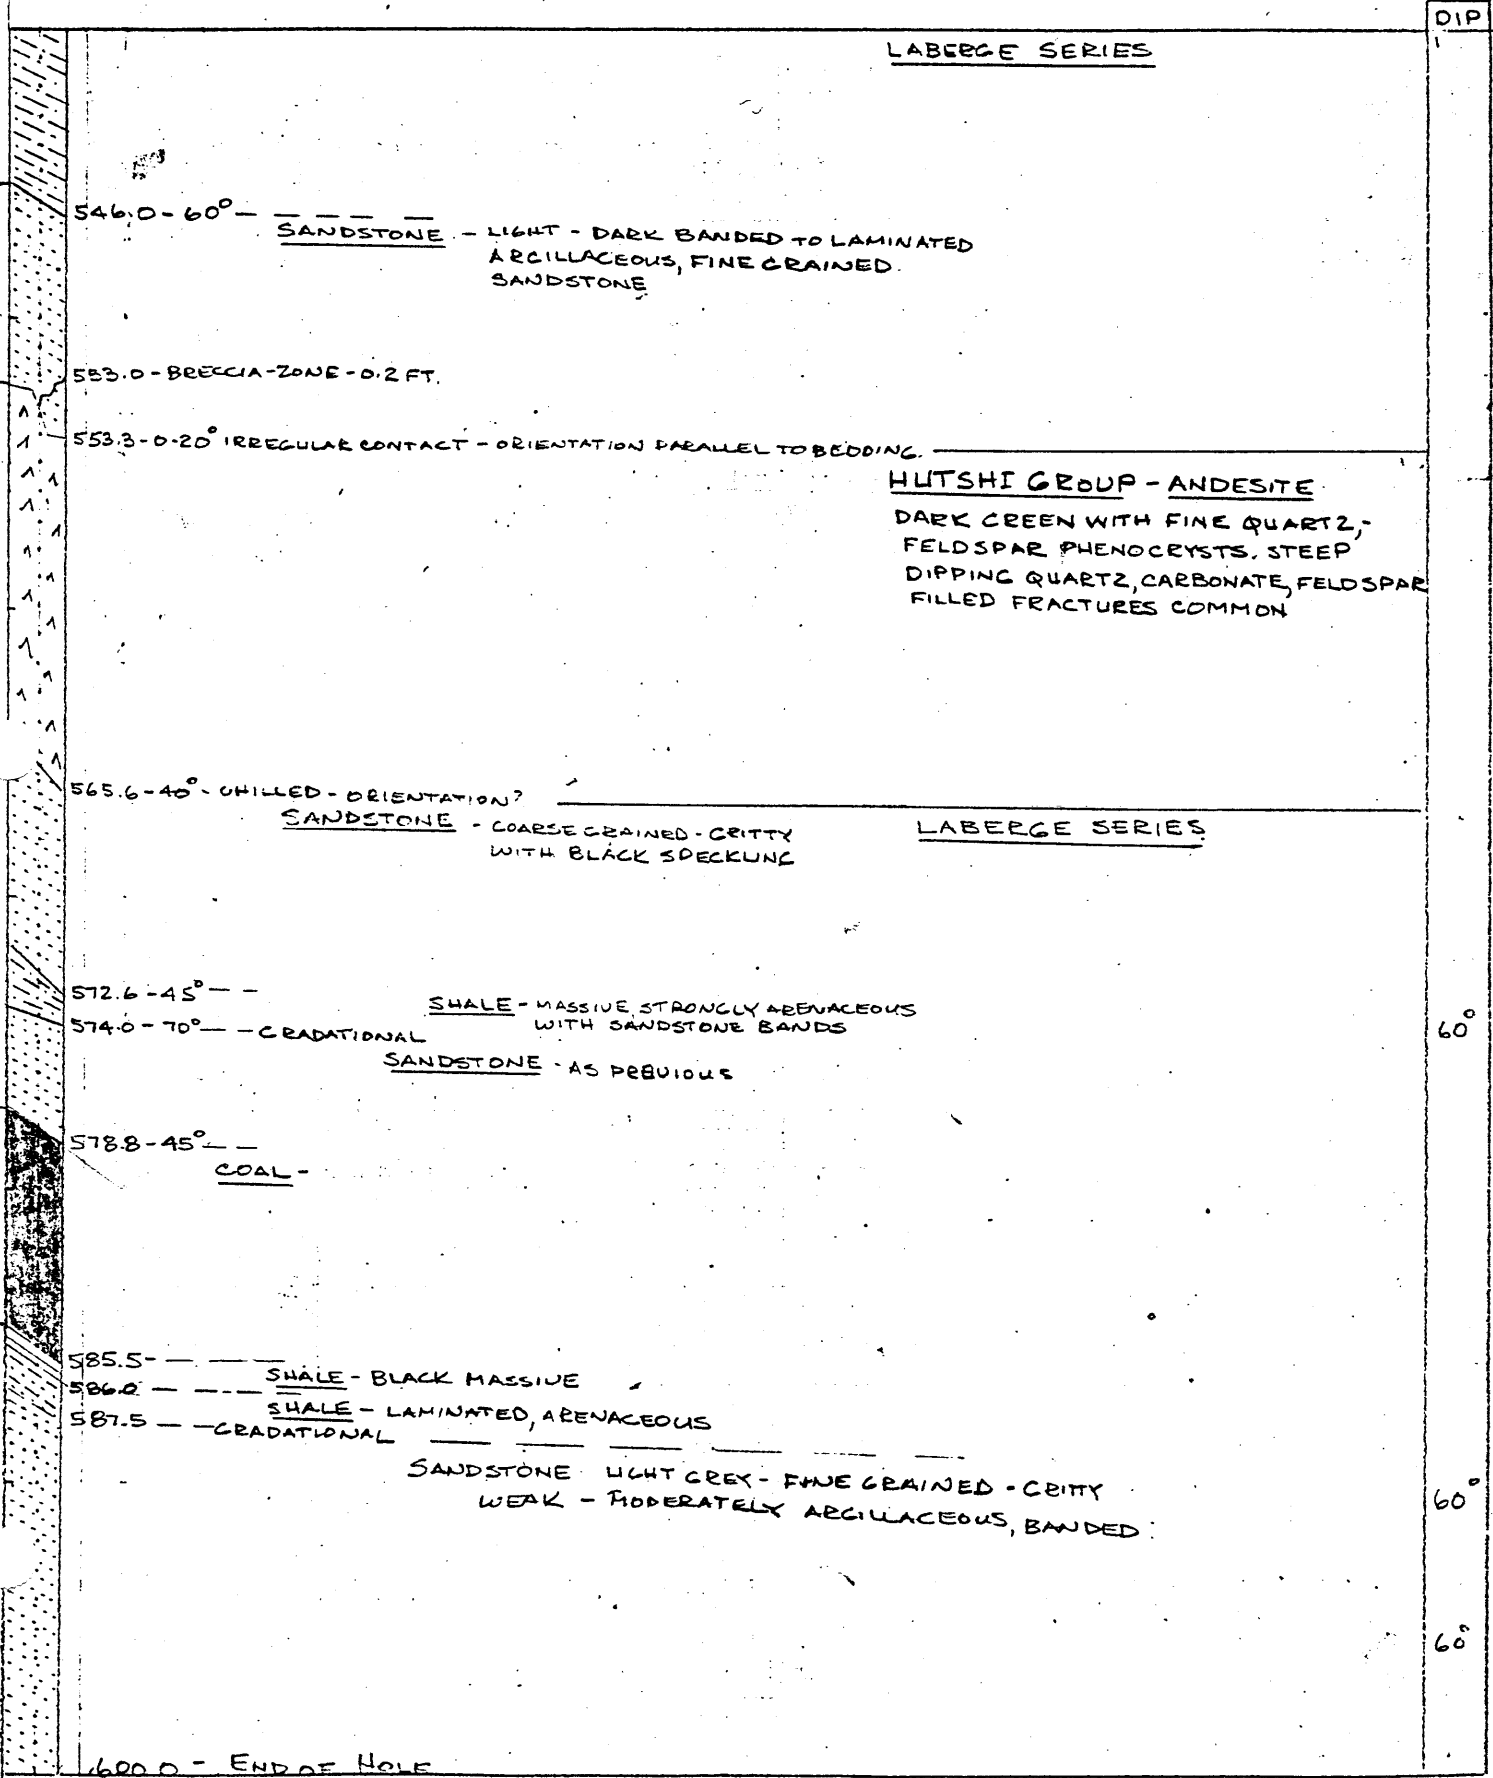 DIP
LABERGE SERIES
546.0 - 60° — — — — —
SANDSTONE - LIGHT - DARK BANDED TO LAMINATED
ARGILLACEOUS, FINE GRAINED.
SANDSTONE
553.0 - BRECCIA-ZONE - 0.2 FT.
553.3 - 0-20° IRREGULAR CONTACT - ORIENTATION PARALLEL TO BEDDING.
HUTSHI GROUP - ANDESITE
DARK GREEN WITH FINE QUARTZ,-
FELDSPAR PHENOCRYSTS. STEEP
DIPPING QUARTZ, CARBONATE, FELDSPAR
FILLED FRACTURES COMMON
565.6 - 40° - CHILLED - ORIENTATION?
SANDSTONE - COARSE GRAINED - GRITTY
WITH BLACK SPECKLING
LABERGE SERIES
572.6 - 45° — —
SHALE - MASSIVE, STRONGLY ARENACEOUS
WITH SANDSTONE BANDS
574.0 - 70° — - GRADATIONAL
60°
SANDSTONE - AS PREVIOUS
578.8 - 45° — —
COAL -
585.5 - — — —
SHALE - BLACK MASSIVE
586.0 — — - — —
SHALE - LAMINATED, ARENACEOUS
587.5 — — GRADATIONAL — — — — — —
SANDSTONE LIGHT GREY - FINE GRAINED - GRITTY
WEAK - MODERATELY ARGILLACEOUS, BANDED
60°
60°
600.0 - END OF HOLE